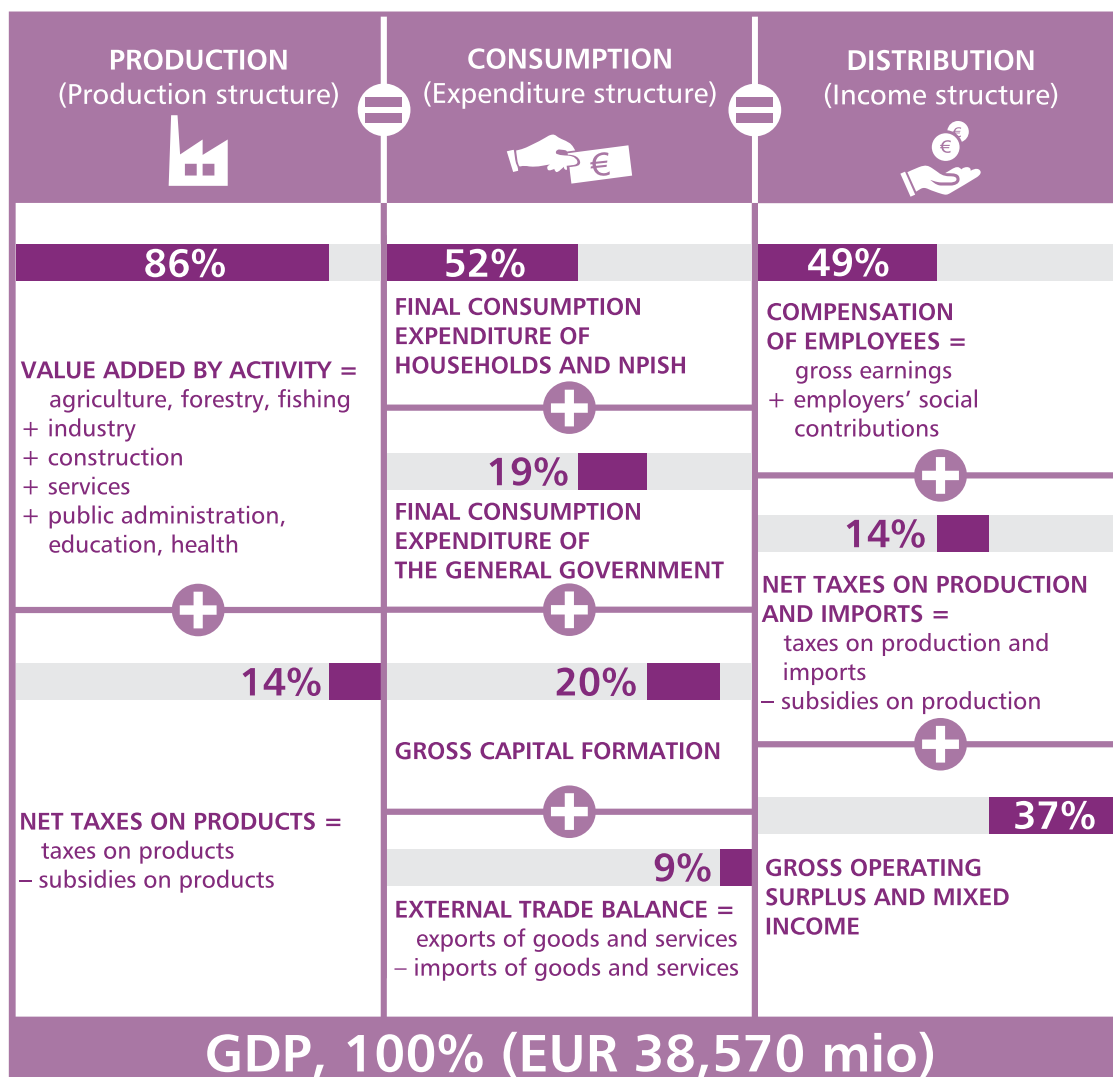 PRODUCTION
(Production structure)
=
CONSUMPTION
(Expenditure structure)
€
=
DISTRIBUTION
(Income structure)
€
€
86%
VALUE ADDED BY ACTIVITY =
agriculture, forestry, fishing
+ industry
+ construction
+ services
+ public administration,
education, health
+
14%
NET TAXES ON PRODUCTS =
taxes on products
– subsidies on products
52%
FINAL CONSUMPTION
EXPENDITURE OF
HOUSEHOLDS AND NPISH
+
19%
FINAL CONSUMPTION
EXPENDITURE OF
THE GENERAL GOVERNMENT
+
20%
GROSS CAPITAL FORMATION
+
9%
EXTERNAL TRADE BALANCE =
exports of goods and services
– imports of goods and services
49%
COMPENSATION
OF EMPLOYEES =
gross earnings
+ employers’ social
contributions
+
14%
NET TAXES ON PRODUCTION
AND IMPORTS =
taxes on production and
imports
– subsidies on production
+
37%
GROSS OPERATING
SURPLUS AND MIXED
INCOME
GDP, 100% (EUR 38,570 mio)